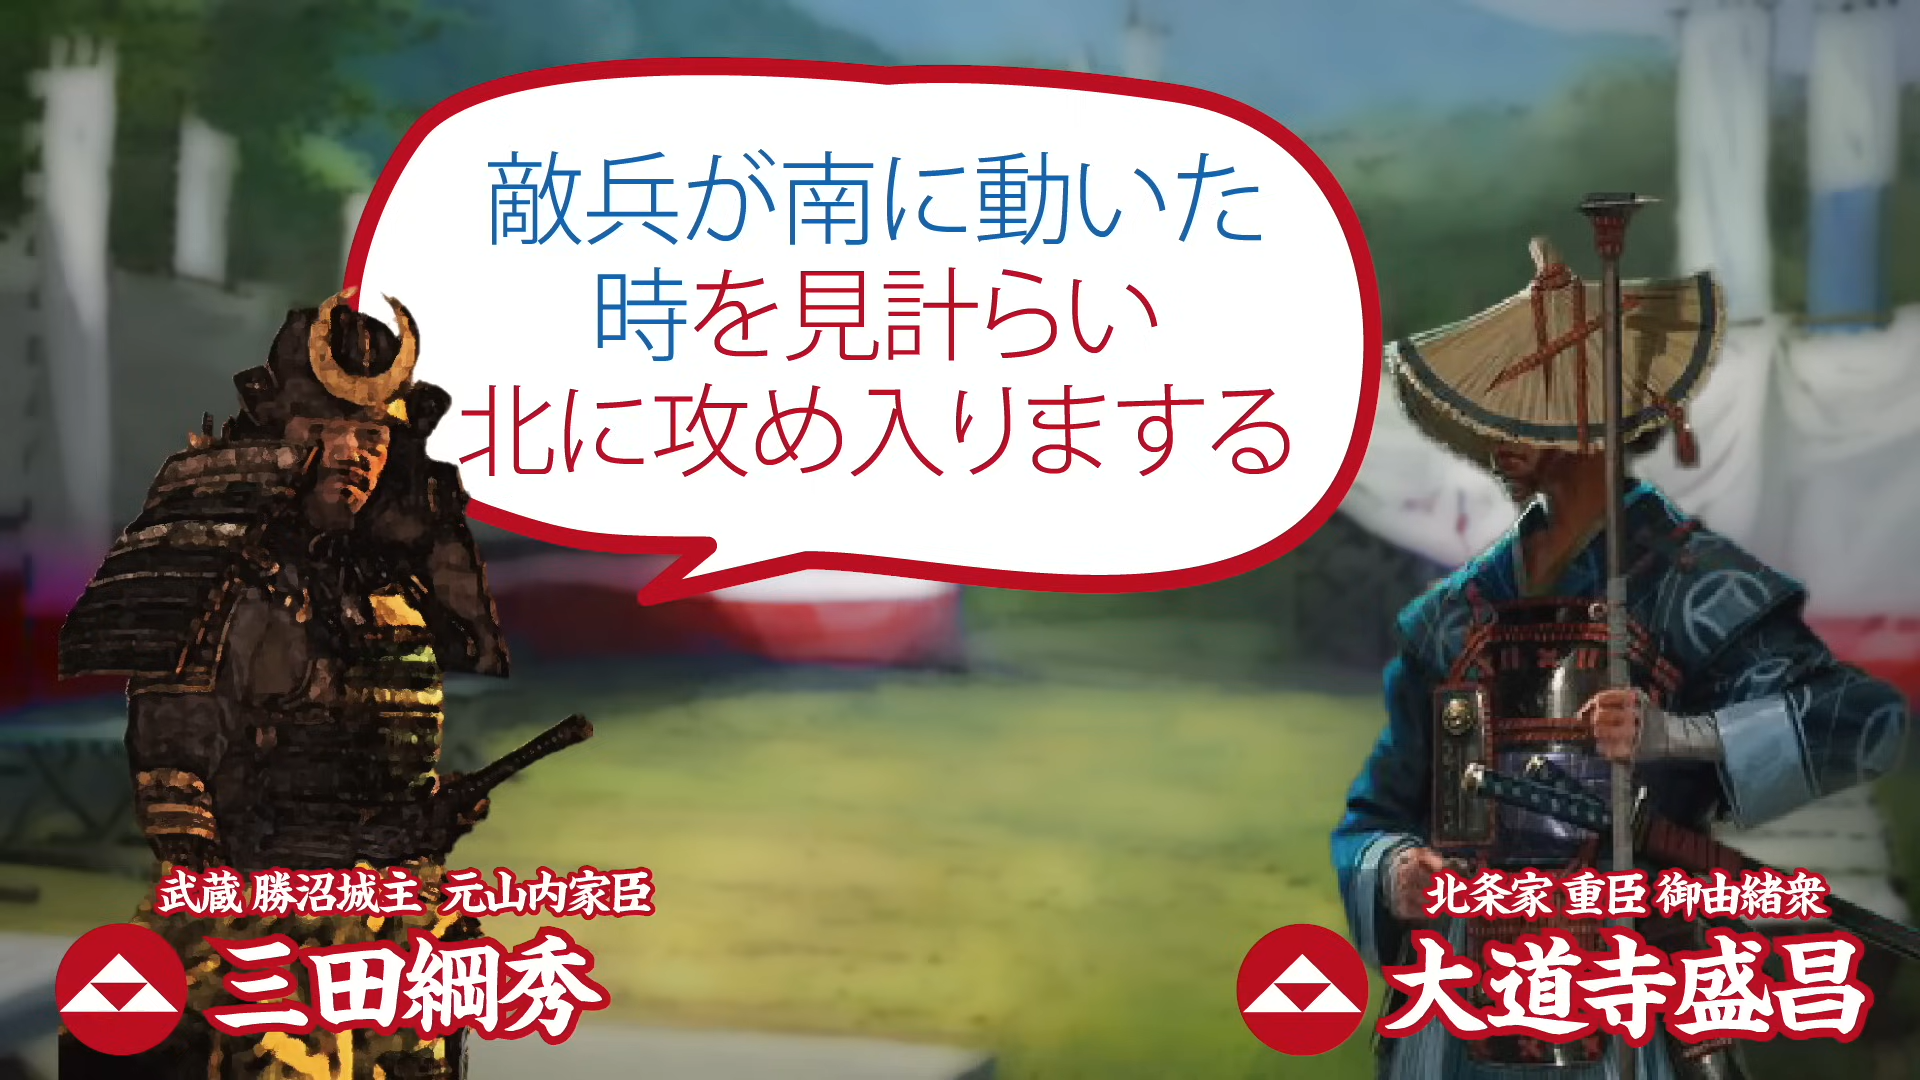 敵兵が南に動いた
時を見計らい
北に攻め入りまする
武蔵 勝沼城主 元山内家臣
三田綱秀
北条家 重臣 御由緒衆
大道寺盛昌